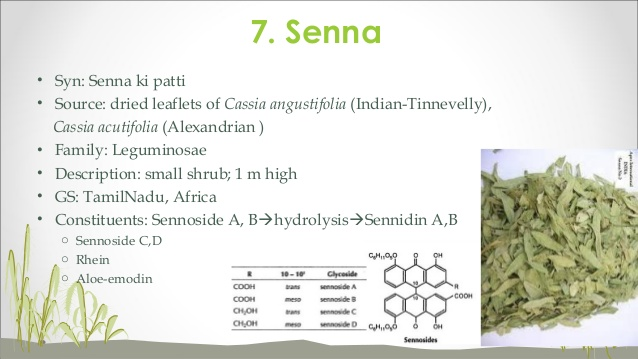 7. Senna
• Syn: Senna ki patti
• Source: dried leaflets of Cassia angustifolia (Indian-Tinnevelly),
Cassia acutifolia (Alexandrian )
• Family: Leguminosae
• Description: small shrub; 1 m high
• GS: TamilNadu, Africa
• Constituents: Sennoside A, B→hydrolysis→Sennidin A,B
○ Sennoside C,D
○ Rhein
○ Aloe-emodin
R 10 – 10' Glycoside
COOH trans sennoside A
COOH meso sennoside B
CH₂OH trans sennoside C
CH₂OH meso sennoside D
C₆H₁₁O₅O O OH
10
R
10'
COOH
C₆H₁₁O₅O O OH
Sennosides
International
INDIA